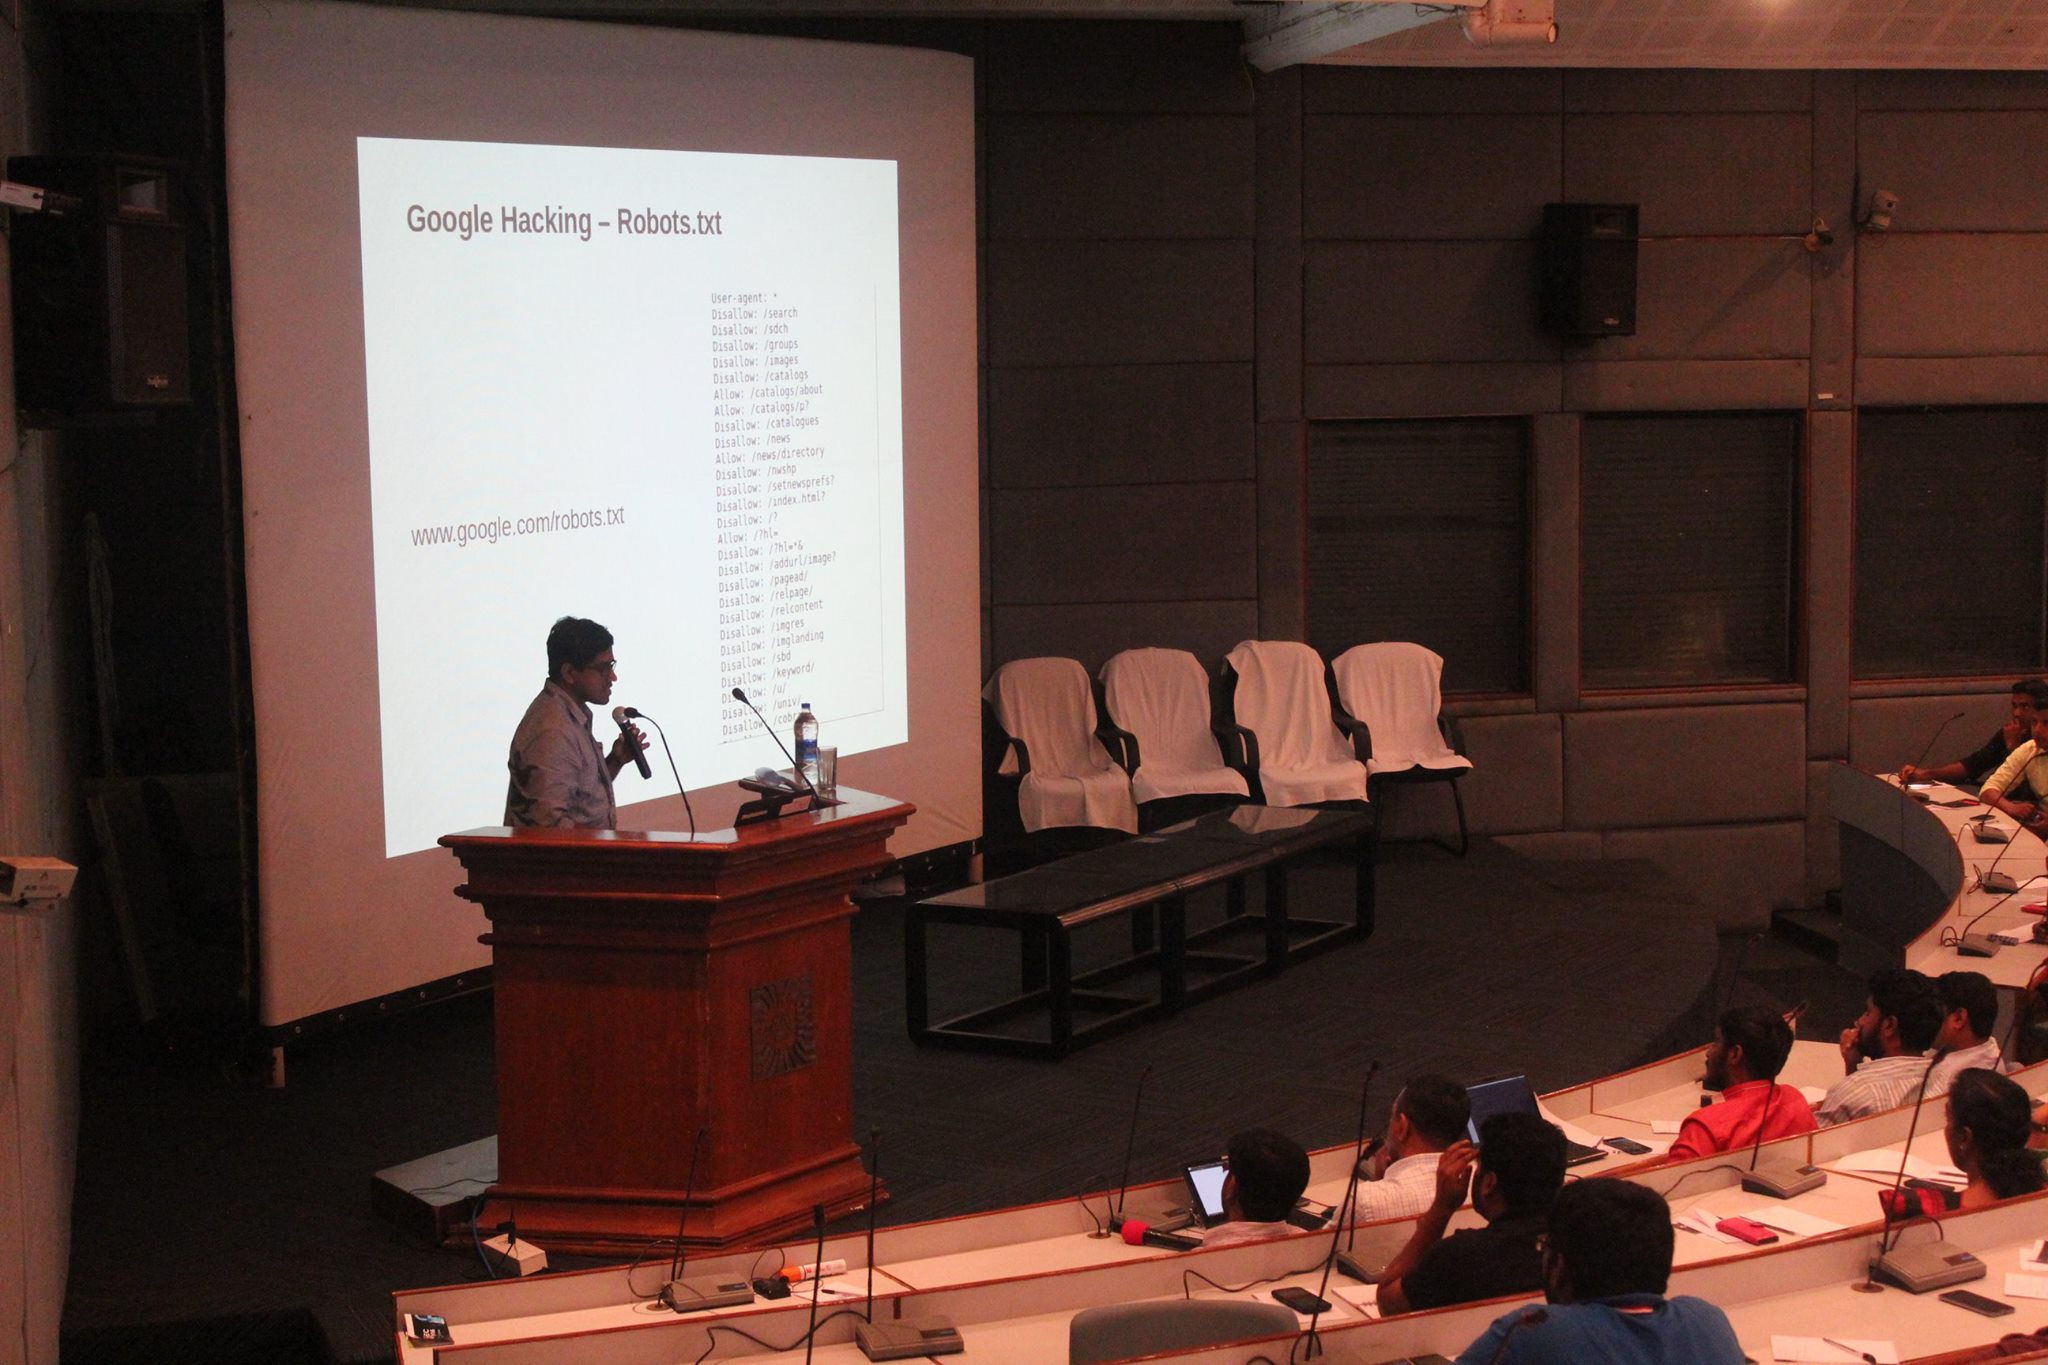 Google Hacking – Robots.txt
www.google.com/robots.txt
User-agent: *
Disallow: /search
Disallow: /sdch
Disallow: /groups
Disallow: /images
Disallow: /catalogs
Allow: /catalogs/about
Allow: /catalogs/p?
Disallow: /catalogues
Disallow: /news
Allow: /news/directory
Disallow: /nwshp
Disallow: /setnewsprefs?
Disallow: /index.html?
Disallow: /?
Allow: /?hl=
Disallow: /?hl=*&
Disallow: /addurl/image?
Disallow: /pagead/
Disallow: /relpage/
Disallow: /relcontent
Disallow: /imgres
Disallow: /imglanding
Disallow: /sbd
Disallow: /keyword/
Disallow: /u/
Disallow: /univ/
Disallow: